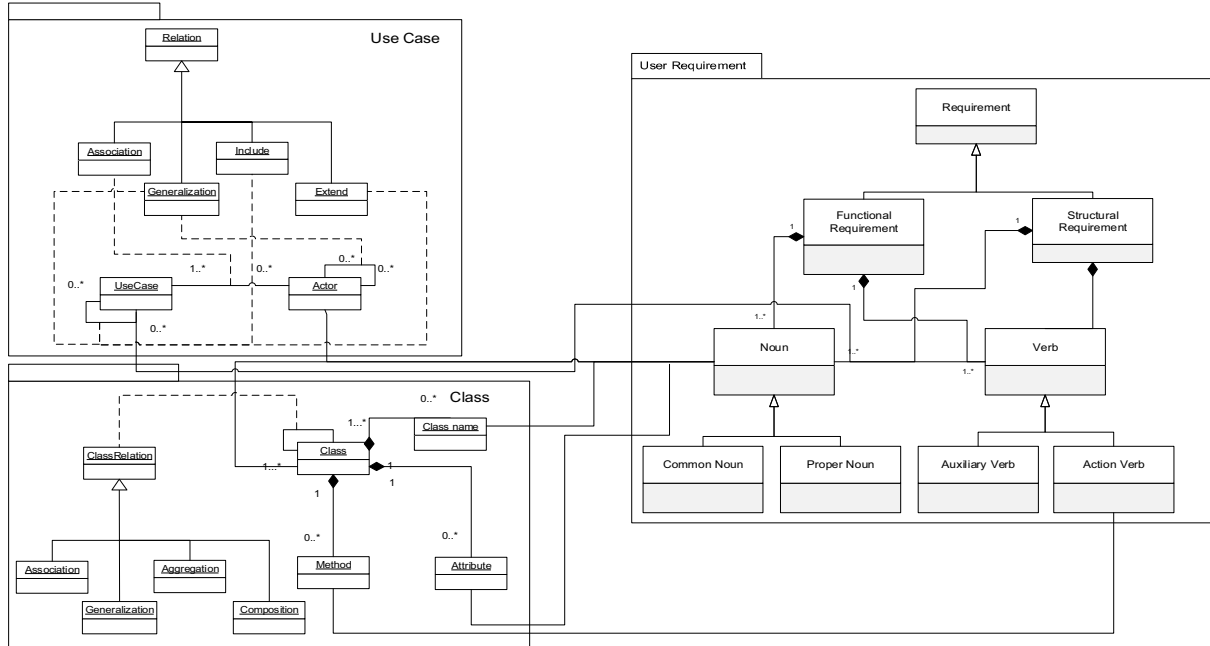 Use Case
Relation
Association
Include
Generalization
Extend
0..*
0..*
1..*
0..*
0..*
UseCase
Actor
0..*
User Requirement
Requirement
Functional
Requirement
Structural
Requirement
1
1
1
1..*
1..*
1..*
Noun
Verb
Common Noun
Proper Noun
Auxiliary Verb
Action Verb
Class
0..*
1...*
Class name
ClassRelation
Class
1...*
1
1
1
0..*
0..*
Association
Aggregation
Method
Attribute
Generalization
Composition